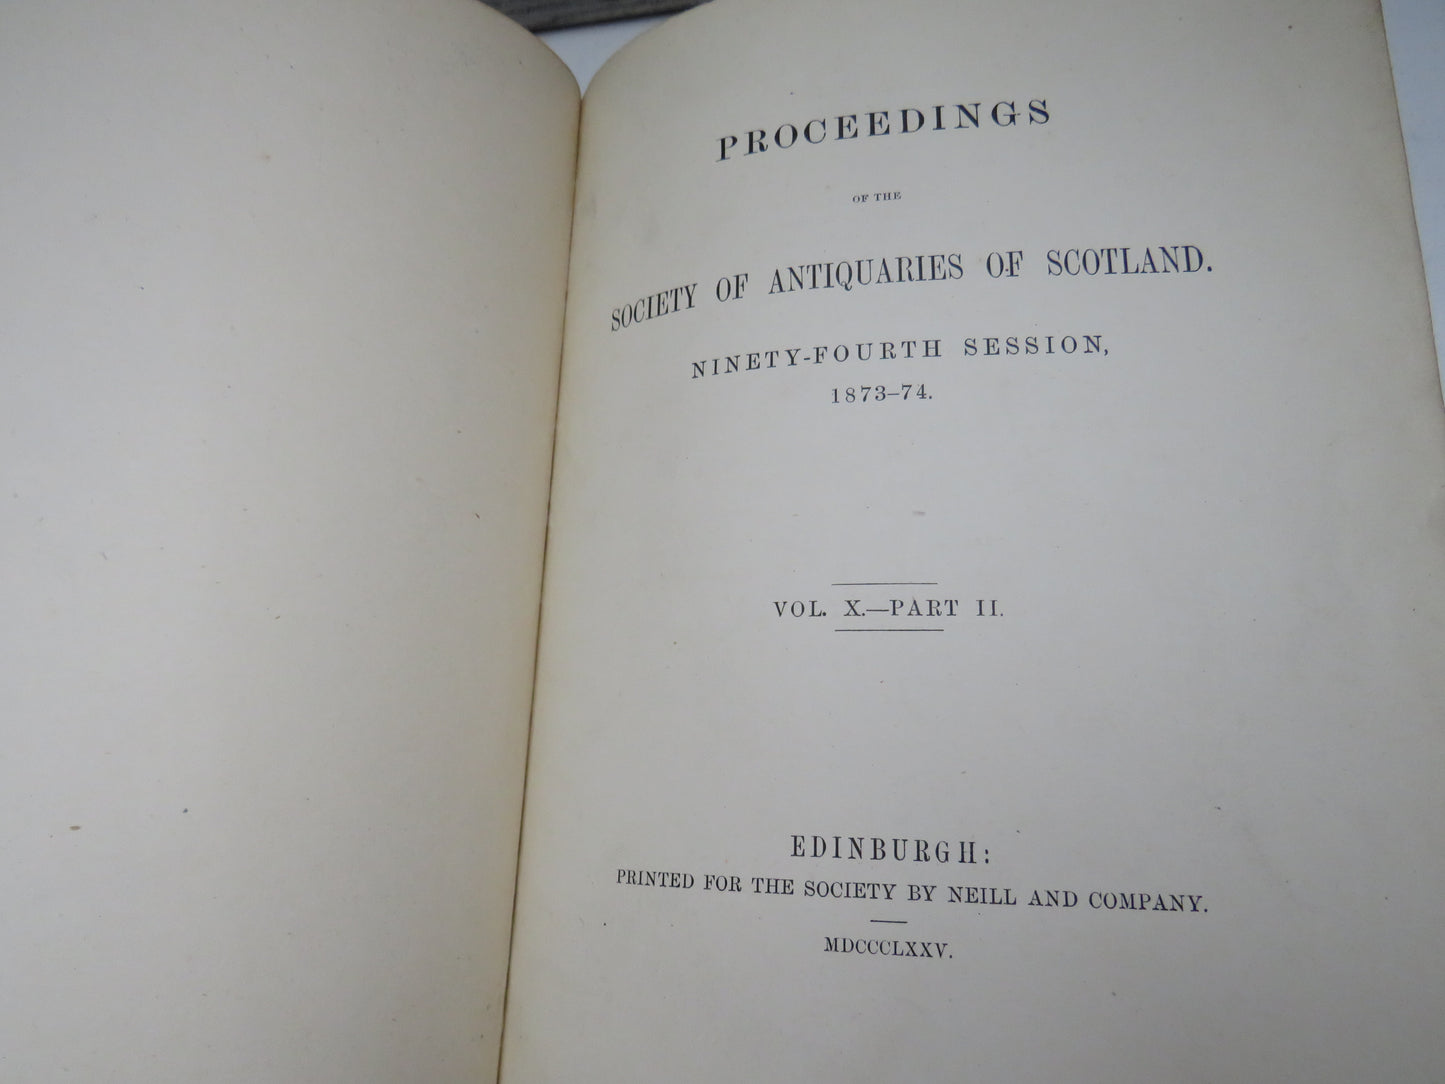 PROCEEDINGS
OF THE
SOCIETY OF ANTIQUARIES OF SCOTLAND.
NINETY-FOURTH SESSION,
1873–74.
VOL. X.—PART II.
EDINBURGH:
PRINTED FOR THE SOCIETY BY NEILL AND COMPANY.
MDCCCLXXV.